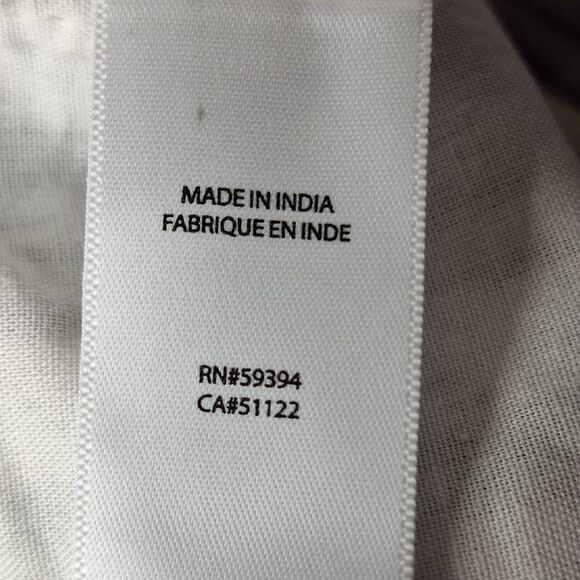 MADE IN INDIA
FABRIQUE EN INDE
RN#59394
CA#51122